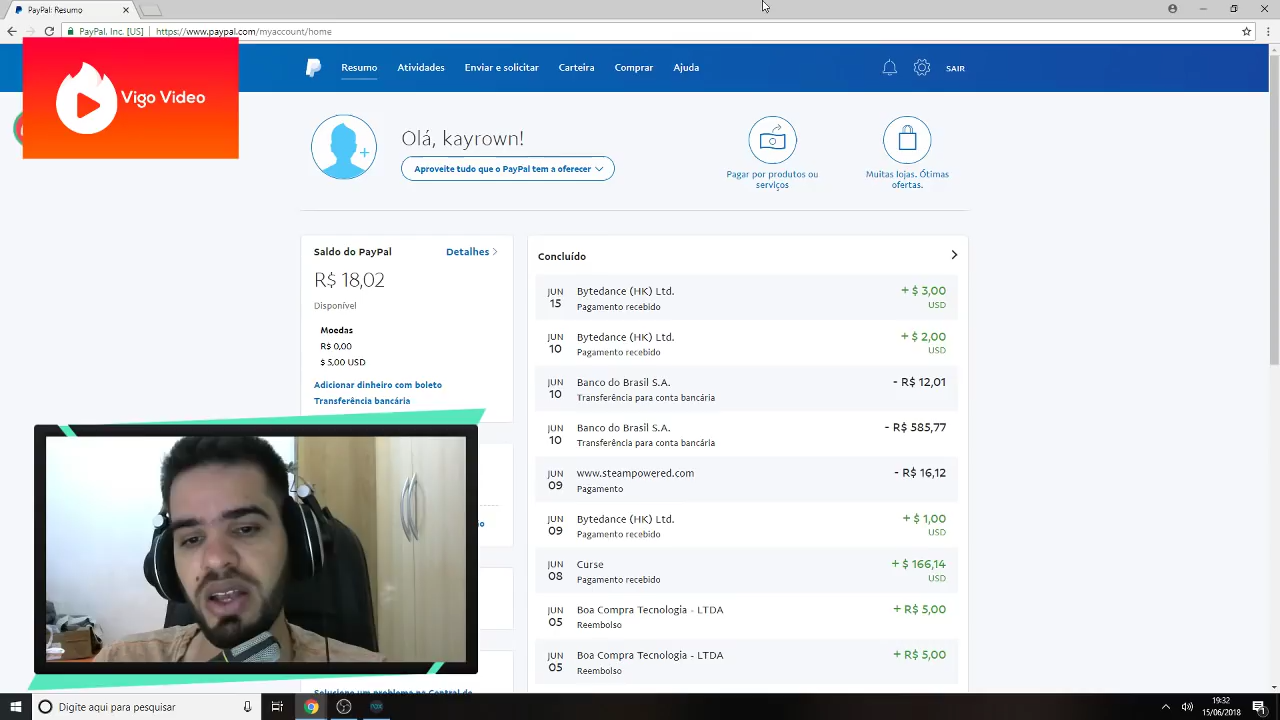 PayPal: Resumo
PayPal, Inc. [US]
https://www.paypal.com/myaccount/home
Vigo Video
Resumo
Atividades
Enviar e solicitar
Carteira
Comprar
Ajuda
SAIR
Olá, kayrown!
Aproveite tudo que o PayPal tem a oferecer
Pagar por produtos ou
serviços
Muitas lojas. Ótimas
ofertas.
Saldo do PayPal
Detalhes
R$ 18,02
Disponível
Moedas
R$ 0,00
$ 5,00 USD
Adicionar dinheiro com boleto
Transferência bancária
Concluído
JUN
15
Bytedance (HK) Ltd.
Pagamento recebido
+ $ 3,00
USD
JUN
10
Bytedance (HK) Ltd.
Pagamento recebido
+ $ 2,00
USD
JUN
10
Banco do Brasil S.A.
Transferência para conta bancária
- R$ 12,01
JUN
10
Banco do Brasil S.A.
Transferência para conta bancária
- R$ 585,77
JUN
09
www.steampowered.com
Pagamento
- R$ 16,12
JUN
09
Bytedance (HK) Ltd.
Pagamento recebido
+ $ 1,00
USD
JUN
08
Curse
Pagamento recebido
+ $ 166,14
USD
JUN
05
Boa Compra Tecnologia - LTDA
Reembolso
+ R$ 5,00
JUN
05
Boa Compra Tecnologia - LTDA
Reembolso
+ R$ 5,00
ão
Solucione um problema na Central de
Digite aqui para pesquisar
19:32
15/06/2018